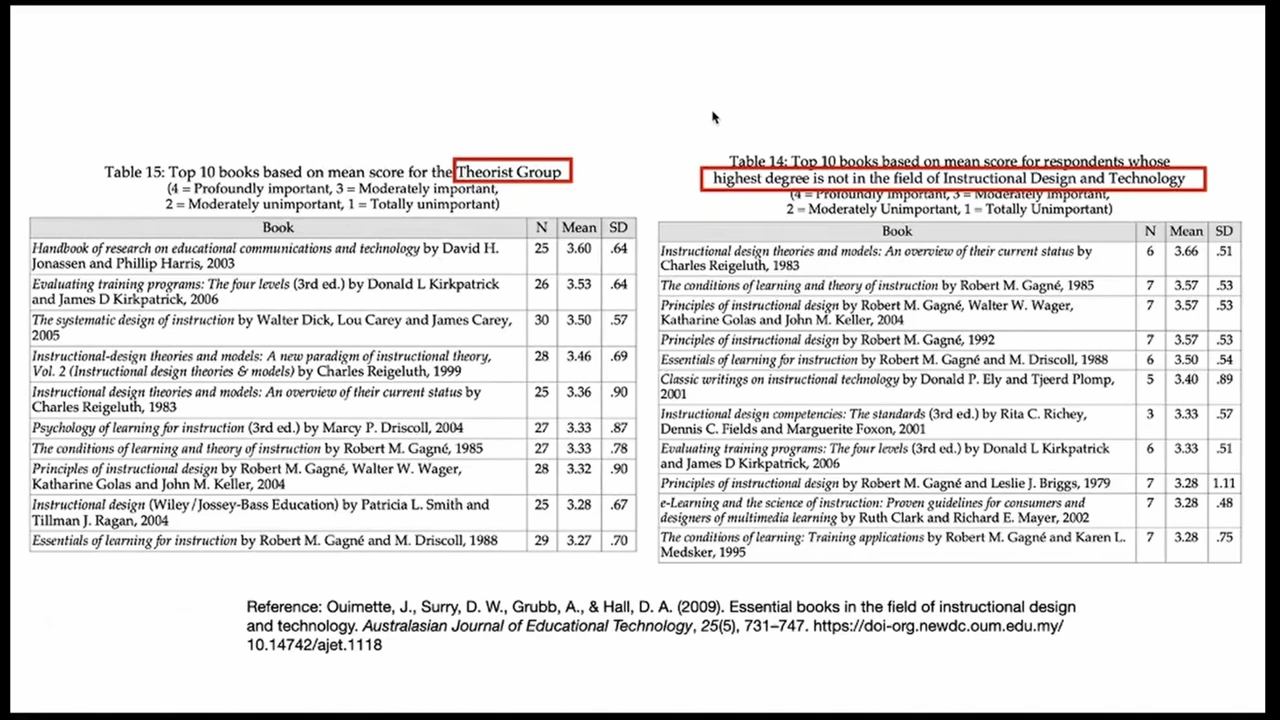 Table 15: Top 10 books based on mean score for the Theorist Group
(4 = Profoundly important, 3 = Moderately important,
2 = Moderately unimportant, 1 = Totally unimportant)
Book N Mean SD
Handbook of research on educational communications and technology by David H. 25 3.60 .64
Jonassen and Phillip Harris, 2003
Evaluating training programs: The four levels (3rd ed.) by Donald L Kirkpatrick 26 3.53 .64
and James D Kirkpatrick, 2006
The systematic design of instruction by Walter Dick, Lou Carey and James Carey, 30 3.50 .57
2005
Instructional-design theories and models: A new paradigm of instructional theory, 28 3.46 .69
Vol. 2 (Instructional design theories & models) by Charles Reigeluth, 1999
Instructional design theories and models: An overview of their current status by 25 3.36 .90
Charles Reigeluth, 1983
Psychology of learning for instruction (3rd ed.) by Marcy P. Driscoll, 2004 27 3.33 .87
The conditions of learning and theory of instruction by Robert M. Gagné, 1985 27 3.33 .78
Principles of instructional design by Robert M. Gagné, Walter W. Wager, 28 3.32 .90
Katharine Golas and John M. Keller, 2004
Instructional design (Wiley/Jossey-Bass Education) by Patricia L. Smith and 25 3.28 .67
Tillman J. Ragan, 2004
Essentials of learning for instruction by Robert M. Gagné and M. Driscoll, 1988 29 3.27 .70
Table 14: Top 10 books based on mean score for respondents whose
highest degree is not in the field of Instructional Design and Technology
(4 = Profoundly important, 3 = Moderately important,
2 = Moderately Unimportant, 1 = Totally Unimportant)
Book N Mean SD
Instructional design theories and models: An overview of their current status by 6 3.66 .51
Charles Reigeluth, 1983
The conditions of learning and theory of instruction by Robert M. Gagné, 1985 7 3.57 .53
Principles of instructional design by Robert M. Gagné, Walter W. Wager, 7 3.57 .53
Katharine Golas and John M. Keller, 2004
Principles of instructional design by Robert M. Gagné, 1992 7 3.57 .53
Essentials of learning for instruction by Robert M. Gagné and M. Driscoll, 1988 6 3.50 .54
Classic writings on instructional technology by Donald P. Ely and Tjeerd Plomp, 5 3.40 .89
2001
Instructional design competencies: The standards (3rd ed.) by Rita C. Richey, 3 3.33 .57
Dennis C. Fields and Marguerite Foxon, 2001
Evaluating training programs: The four levels (3rd ed.) by Donald L Kirkpatrick 6 3.33 .51
and James D Kirkpatrick, 2006
Principles of instructional design by Robert M. Gagné and Leslie J. Briggs, 1979 7 3.28 1.11
e-Learning and the science of instruction: Proven guidelines for consumers and 7 3.28 .48
designers of multimedia learning by Ruth Clark and Richard E. Mayer, 2002
The conditions of learning: Training applications by Robert M. Gagné and Karen L. 7 3.28 .75
Medsker, 1995
Reference: Ouimette, J., Surry, D. W., Grubb, A., & Hall, D. A. (2009). Essential books in the field of instructional design
and technology. Australasian Journal of Educational Technology, 25(5), 731–747. https://doi-org.newdc.oum.edu.my/
10.14742/ajet.1118